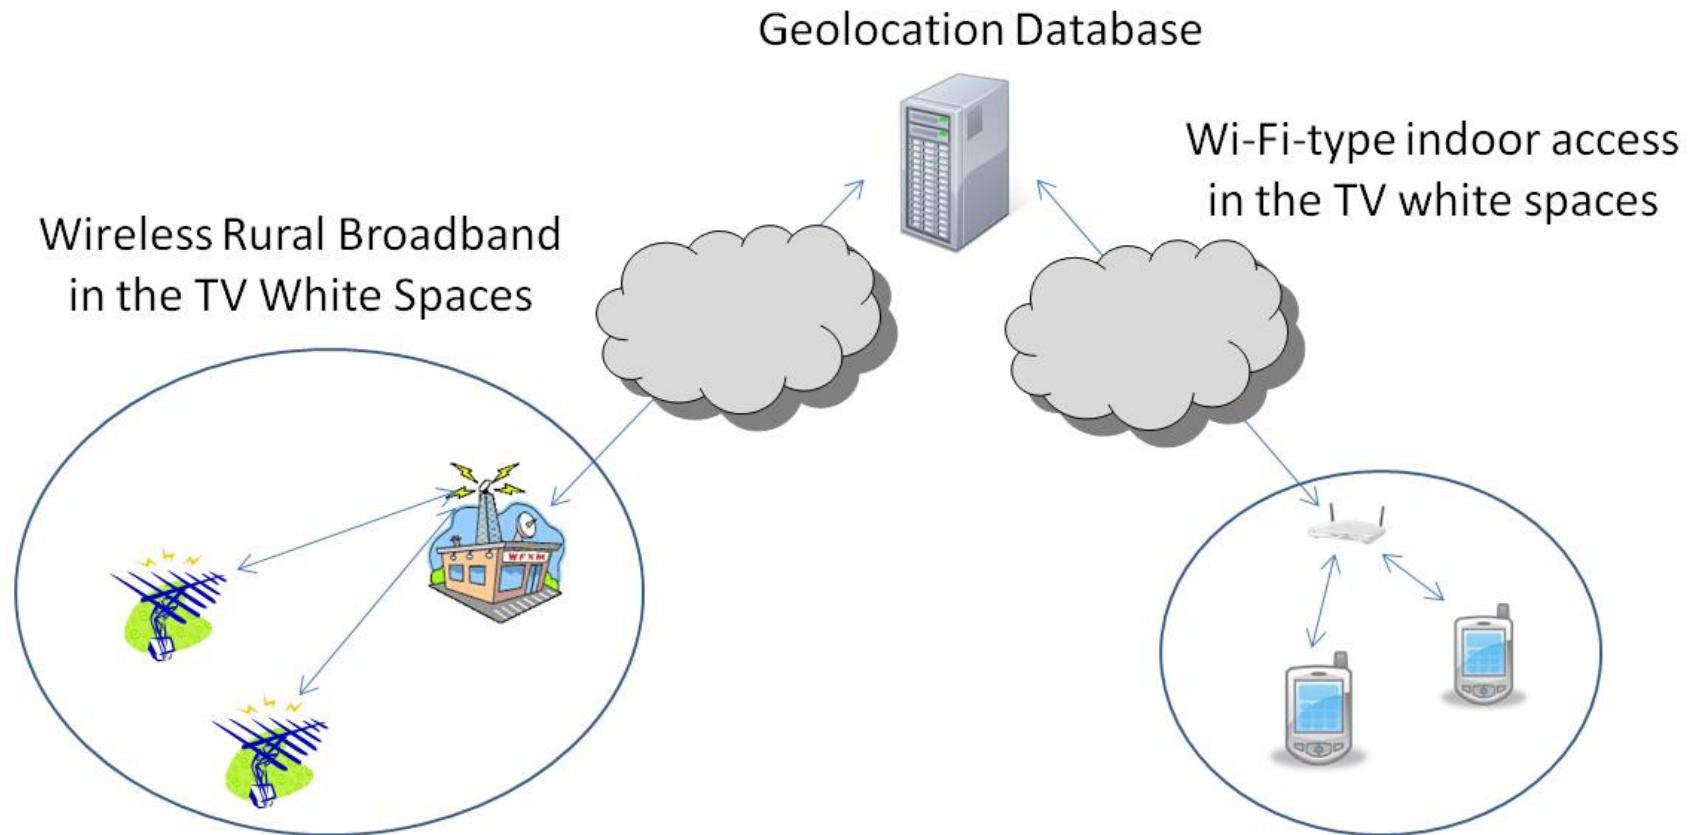 Geolocation Database
Wi-Fi-type indoor access
in the TV white spaces
Wireless Rural Broadband
in the TV White Spaces
WFXM